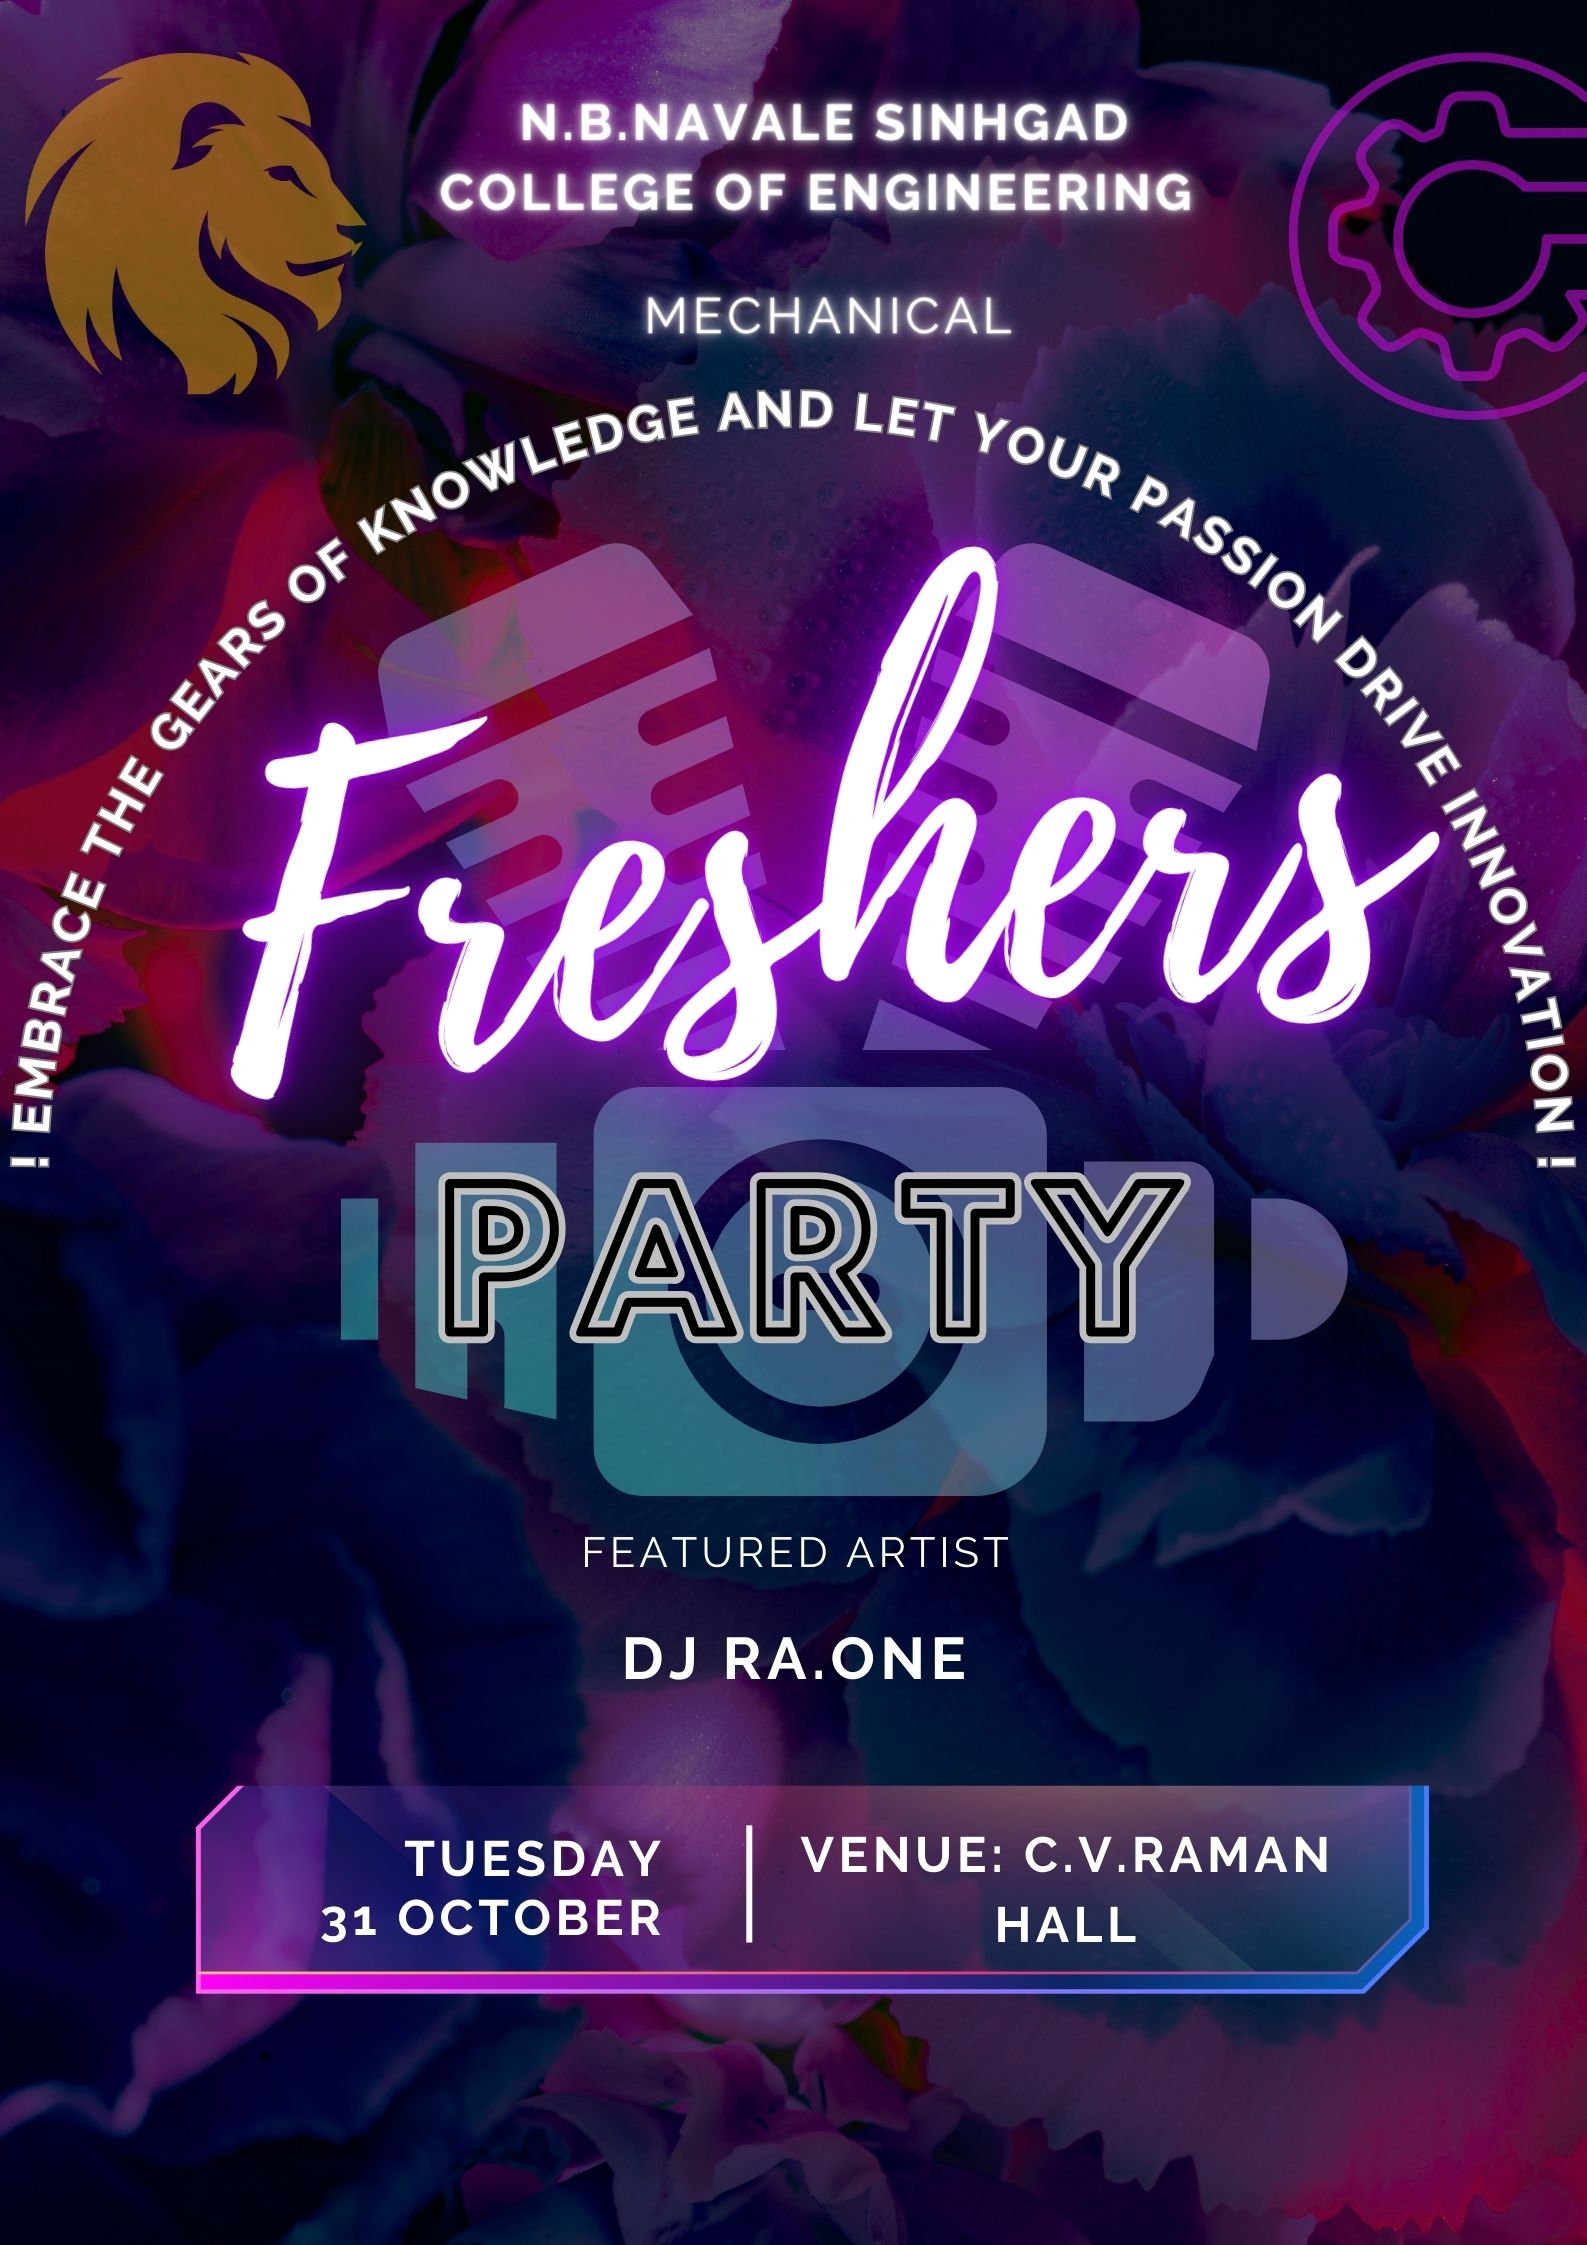 N.B.NAVALE SINHGAD
COLLEGE OF ENGINEERING
MECHANICAL
! EMBRACE THE GEARS OF KNOWLEDGE AND LET YOUR PASSION DRIVE INNOVATION !
Freshers
PARTY
FEATURED ARTIST
DJ RA.ONE
TUESDAY
31 OCTOBER
VENUE: C.V.RAMAN
HALL